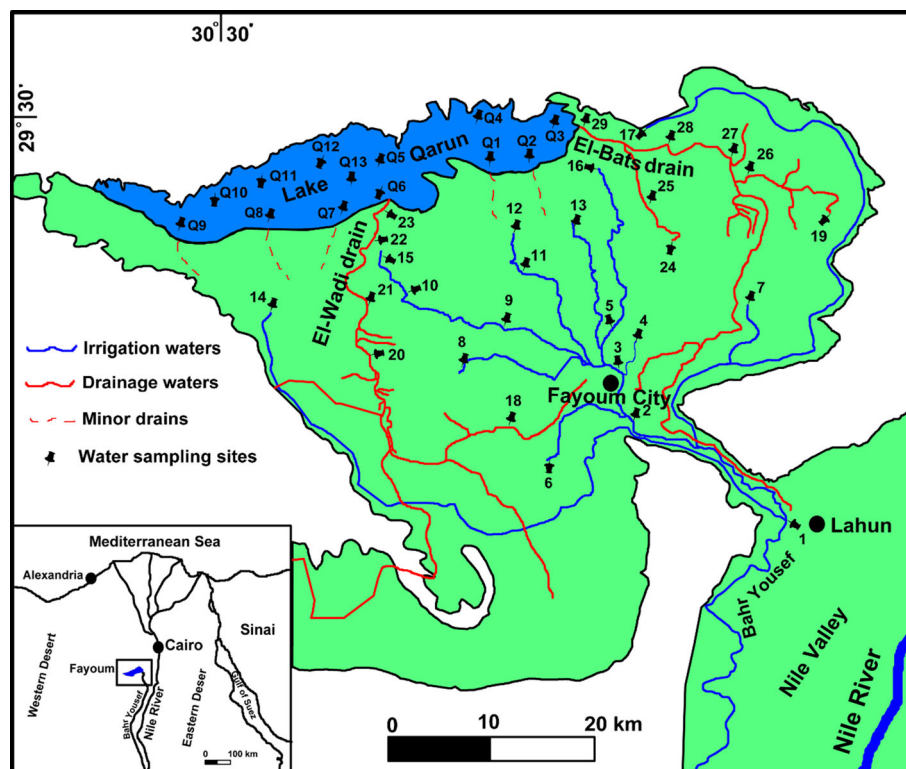 30° 30'
29° 30'
Q4
Q3
29
17
28
27
Q12
Q13
Q5
Qarun
Q1
Q2
El-Bats drain
26
16
Q10
Q11
Lake
Q6
25
Q9
Q8
Q7
23
12
13
19
22
15
11
24
El-Wadi drain
14
21
10
9
5
4
7
8
3
20
Fayoum City
18
2
6
Irrigation waters
Drainage waters
Minor drains
Water sampling sites
1
Lahun
Bahr Yousef
Nile Valley
Nile River
Mediterranean Sea
Alexandria
Cairo
Sinai
Fayoum
Western Desert
Bahr Yousef
Nile River
Eastern Deser
Gulf of Suez
0 100 km
0 10 20 km